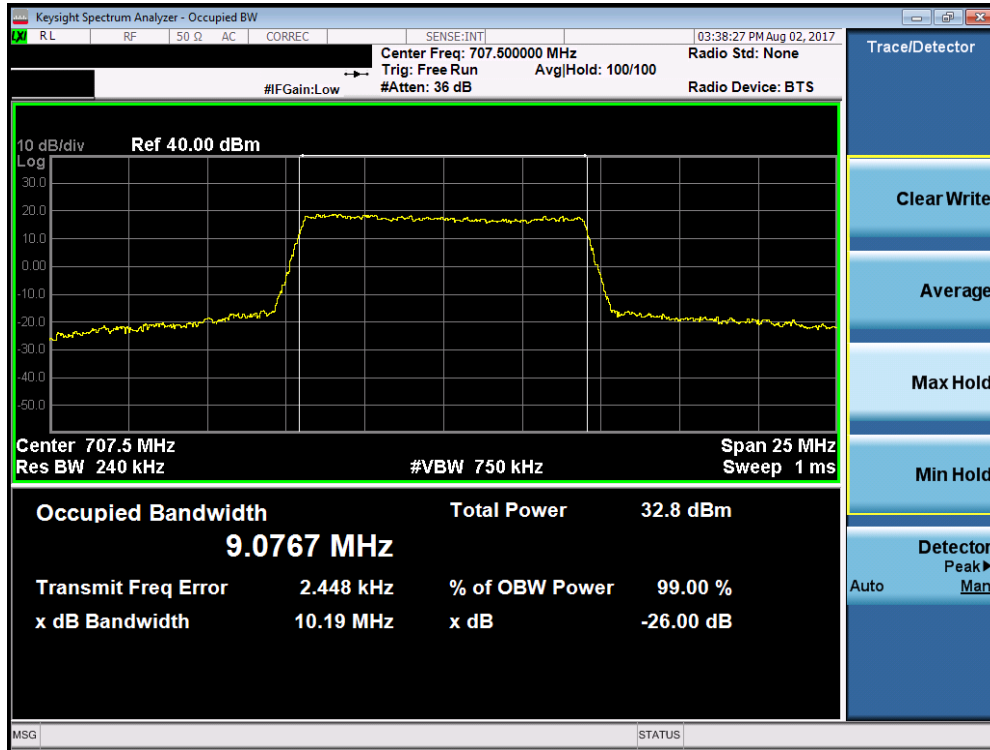 Keysight Spectrum Analyzer - Occupied BW
LXI RL RF 50 Ω AC CORREC SENSE:INT 03:38:27 PM Aug 02, 2017
Center Freq: 707.500000 MHz Radio Std: None
Trig: Free Run Avg|Hold: 100/100
#IFGain:Low #Atten: 36 dB Radio Device: BTS
Trace/Detector
10 dB/div Ref 40.00 dBm
Log
30.0
20.0
10.0
0.00
-10.0
-20.0
-30.0
-40.0
-50.0
Center 707.5 MHz Span 25 MHz
Res BW 240 kHz #VBW 750 kHz Sweep 1 ms
Occupied Bandwidth Total Power 32.8 dBm
9.0767 MHz
Transmit Freq Error 2.448 kHz % of OBW Power 99.00 %
x dB Bandwidth 10.19 MHz x dB -26.00 dB
Clear Write
Average
Max Hold
Min Hold
Detector
Peak▶
Auto Man
MSG STATUS